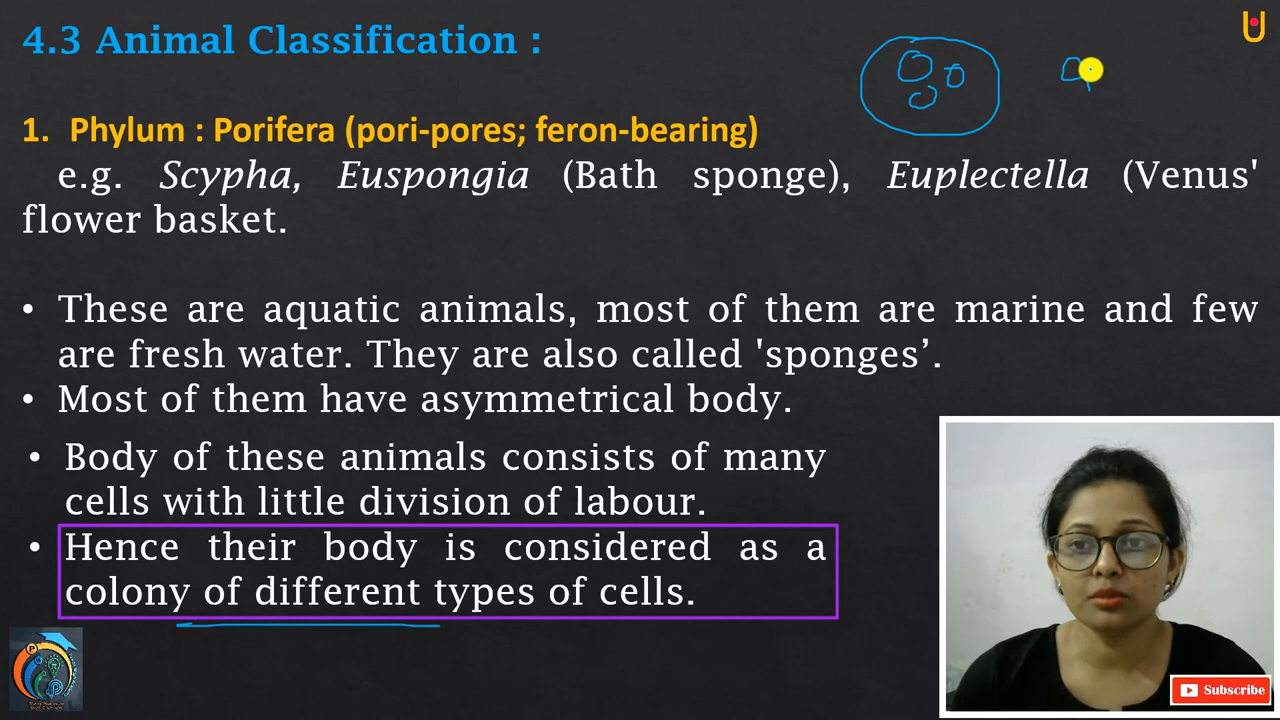 4.3 Animal Classification :
1. Phylum : Porifera (pori-pores; feron-bearing)
e.g. Scypha, Euspongia (Bath sponge), Euplectella (Venus'
flower basket.
• These are aquatic animals, most of them are marine and few
are fresh water. They are also called 'sponges’.
• Most of them have asymmetrical body.
• Body of these animals consists of many
cells with little division of labour.
• Hence their body is considered as a
colony of different types of cells.
Subscribe